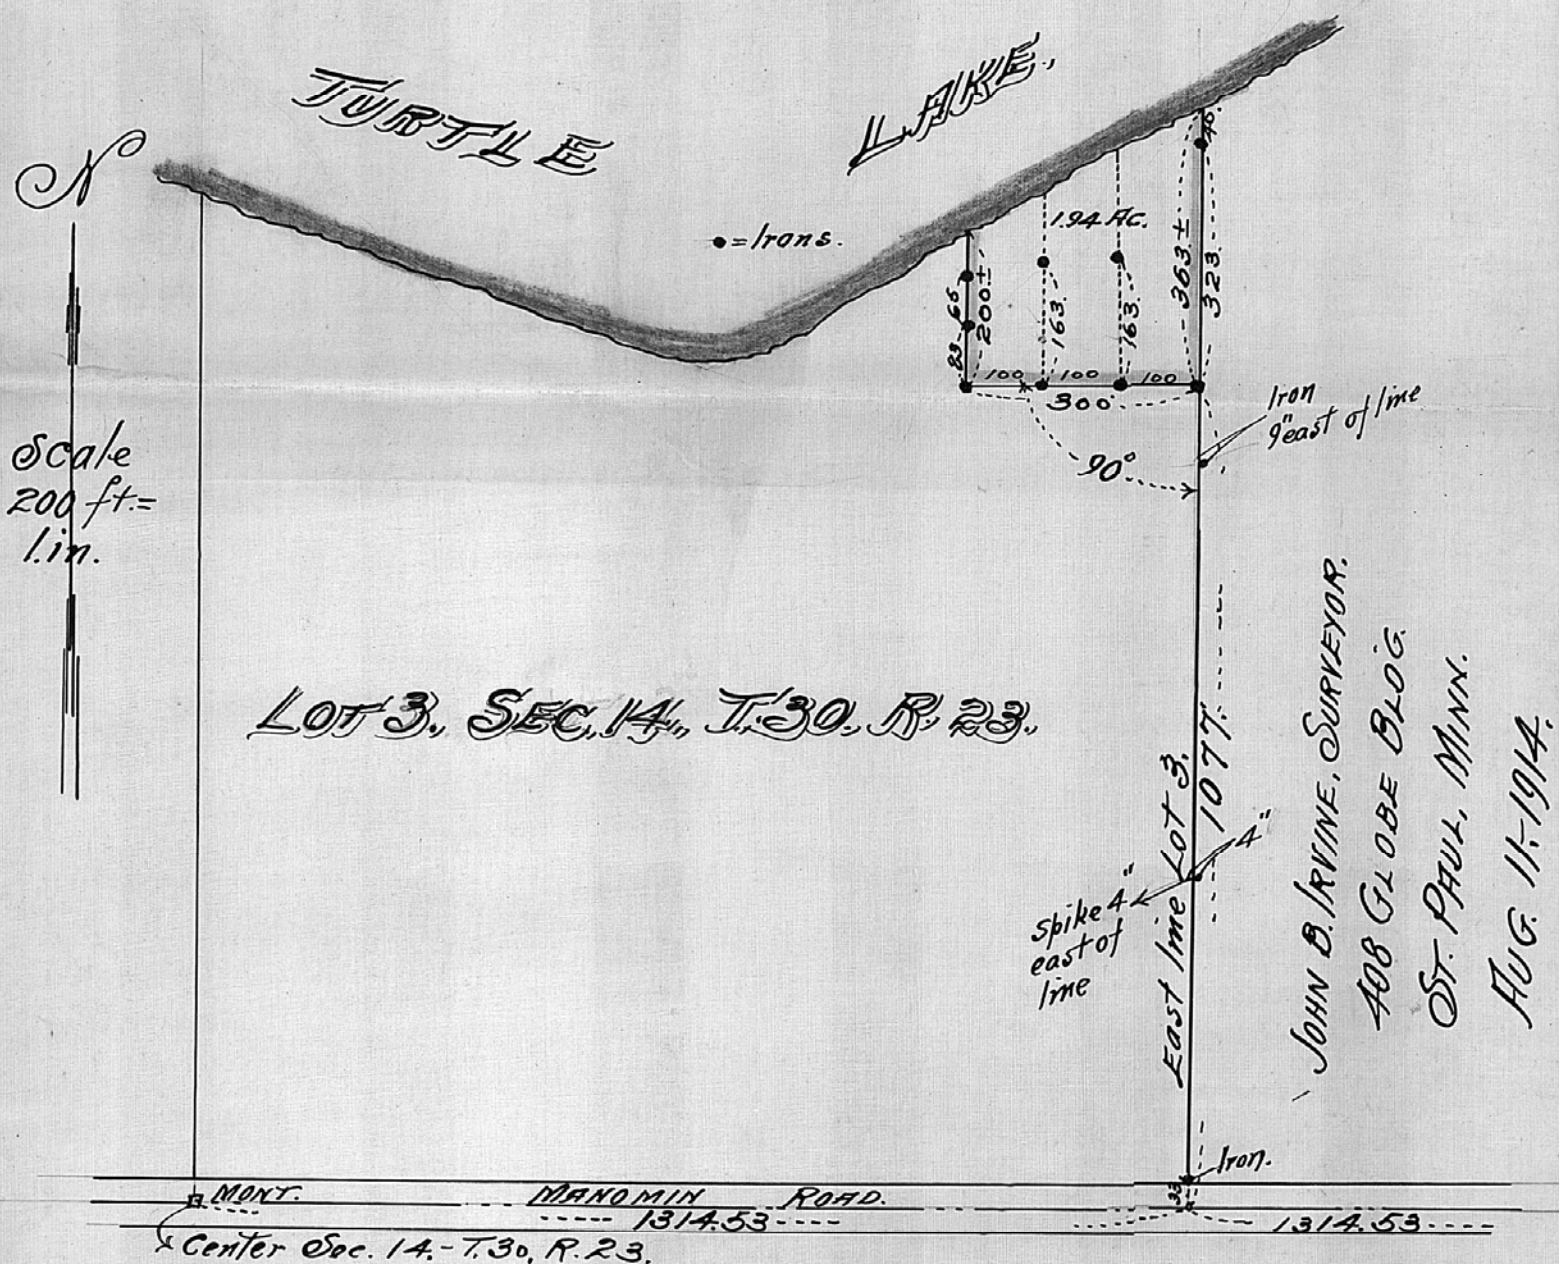 TURTLE LAKE.
N
•=Irons.
1.94 AC.
40
363.±
323.
66
200.±
83
163.
163.
100 100 100
300
90°
Iron
9" east of line
Scale
200 ft.=
1.in.
LOT 3. SEC. 14. T.30. R. 23.
East line Lot 3.
1077.
4"
spike 4"
east of
line
JOHN B. IRVINE, SURVEYOR.
408 GLOBE BLDG.
ST. PAUL, MINN.
AUG. 11-1914.
Iron.
33
MONT. MANOMIN ROAD.
1314.53 1314.53
Center Sec. 14.-T.30, R.23.